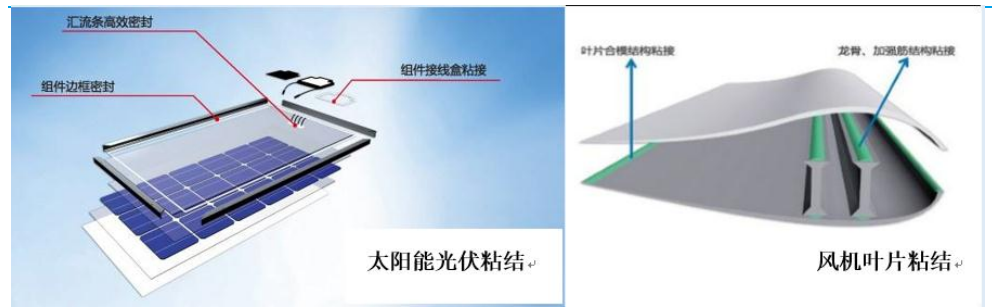 汇流条高效密封
组件接线盒粘接
组件边框密封
太阳能光伏粘结
叶片合模结构粘接
龙骨、加强筋结构粘接
风机叶片粘结